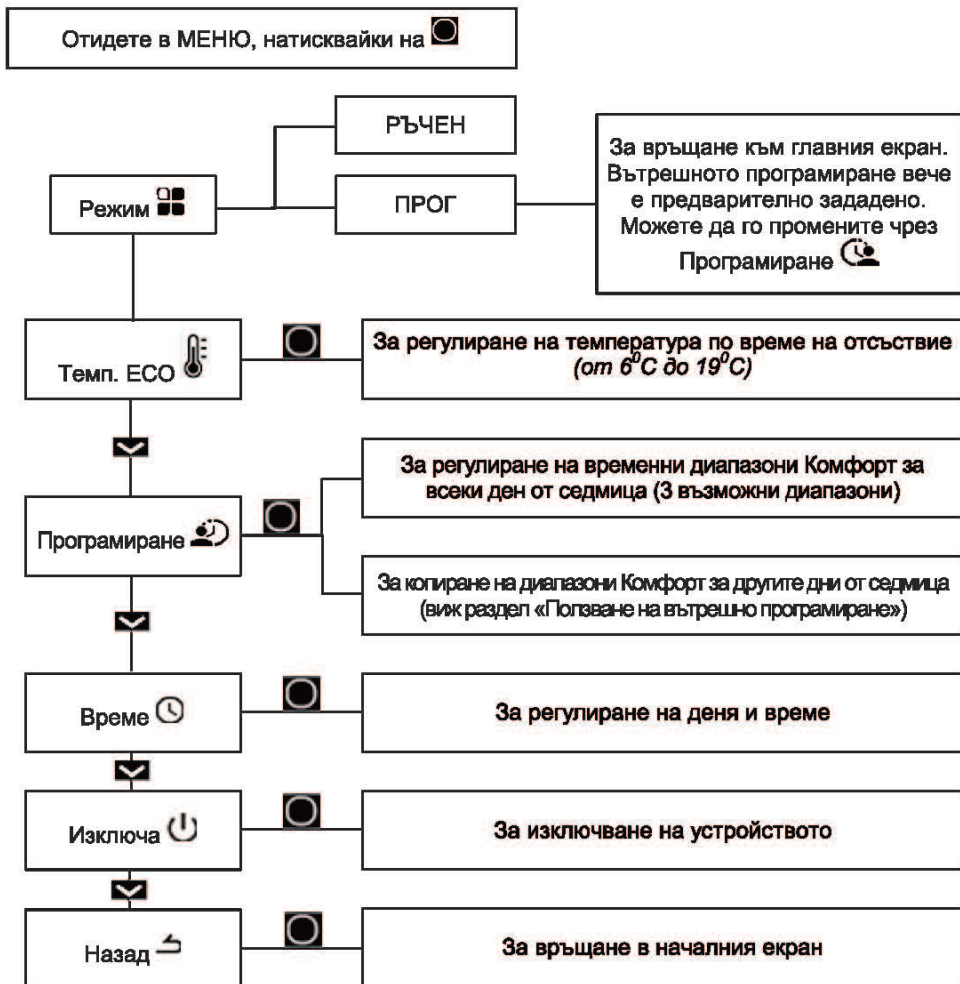 Отидете в МЕНЮ, натисквайки на
РЪЧЕН
Режим
ПРОГ
За връщане към главния екран.
Вътрешното програмиране вече
е предварително зададено.
Можете да го промените чрез
Програмиране
Темп. ECO
За регулиране на температура по време на отсъствие
(от 6⁰C до 19⁰C)
Програмиране
За регулиране на временни диапазони Комфорт за
всеки ден от седмица (3 възможни диапазони)
За копиране на диапазони Комфорт за другите дни от седмица
(виж раздел «Ползване на вътрешно програмиране»)
Време
За регулиране на деня и време
Изключа
За изключване на устройството
Назад
За връщане в началния екран